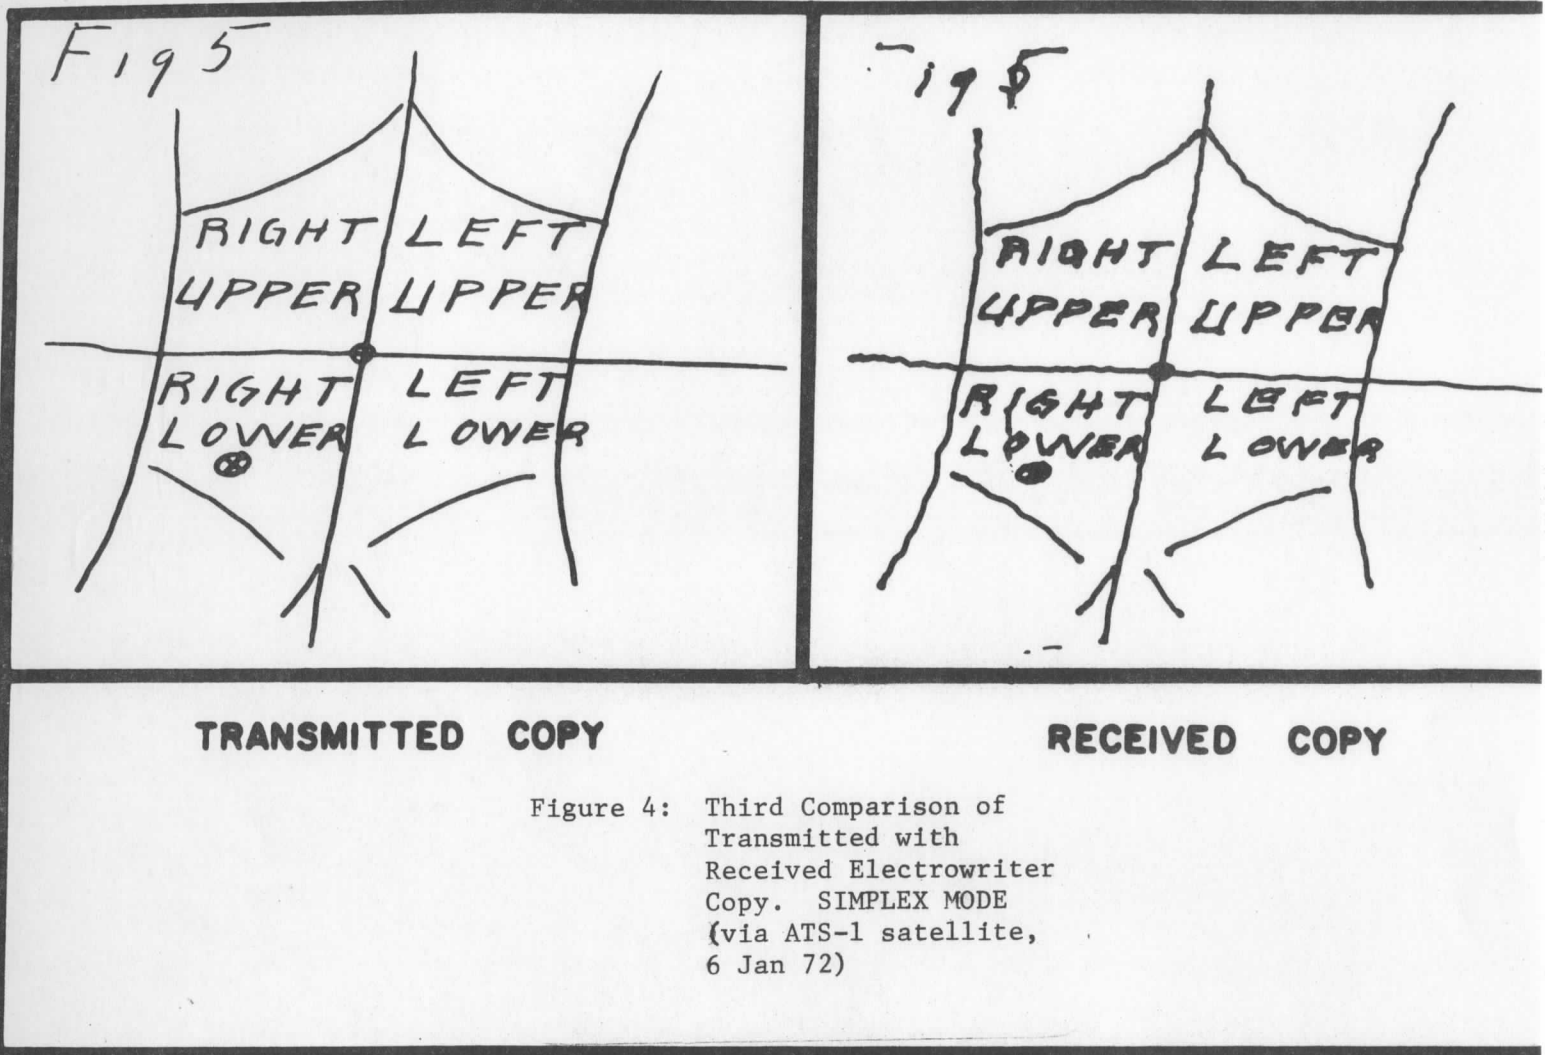 Fig 5
RIGHT LEFT
UPPER UPPER
RIGHT LEFT
LOWER LOWER
ig 5
RIGHT LEFT
UPPER UPPER
RIGHT LEFT
LOWER LOWER
TRANSMITTED COPY
RECEIVED COPY
Figure 4: Third Comparison of
Transmitted with
Received Electrowriter
Copy. SIMPLEX MODE
(via ATS-1 satellite,
6 Jan 72)